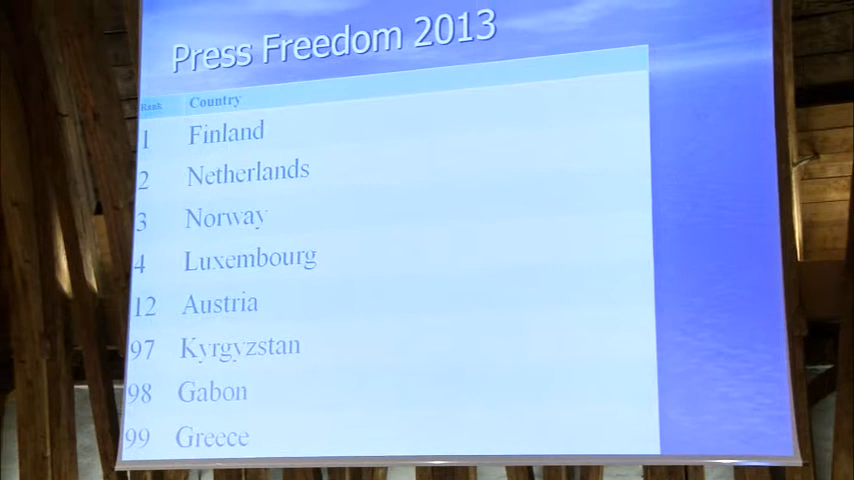 Press Freedom 2013
Rank Country
1 Finland
2 Netherlands
3 Norway
4 Luxembourg
12 Austria
97 Kyrgyzstan
98 Gabon
99 Greece